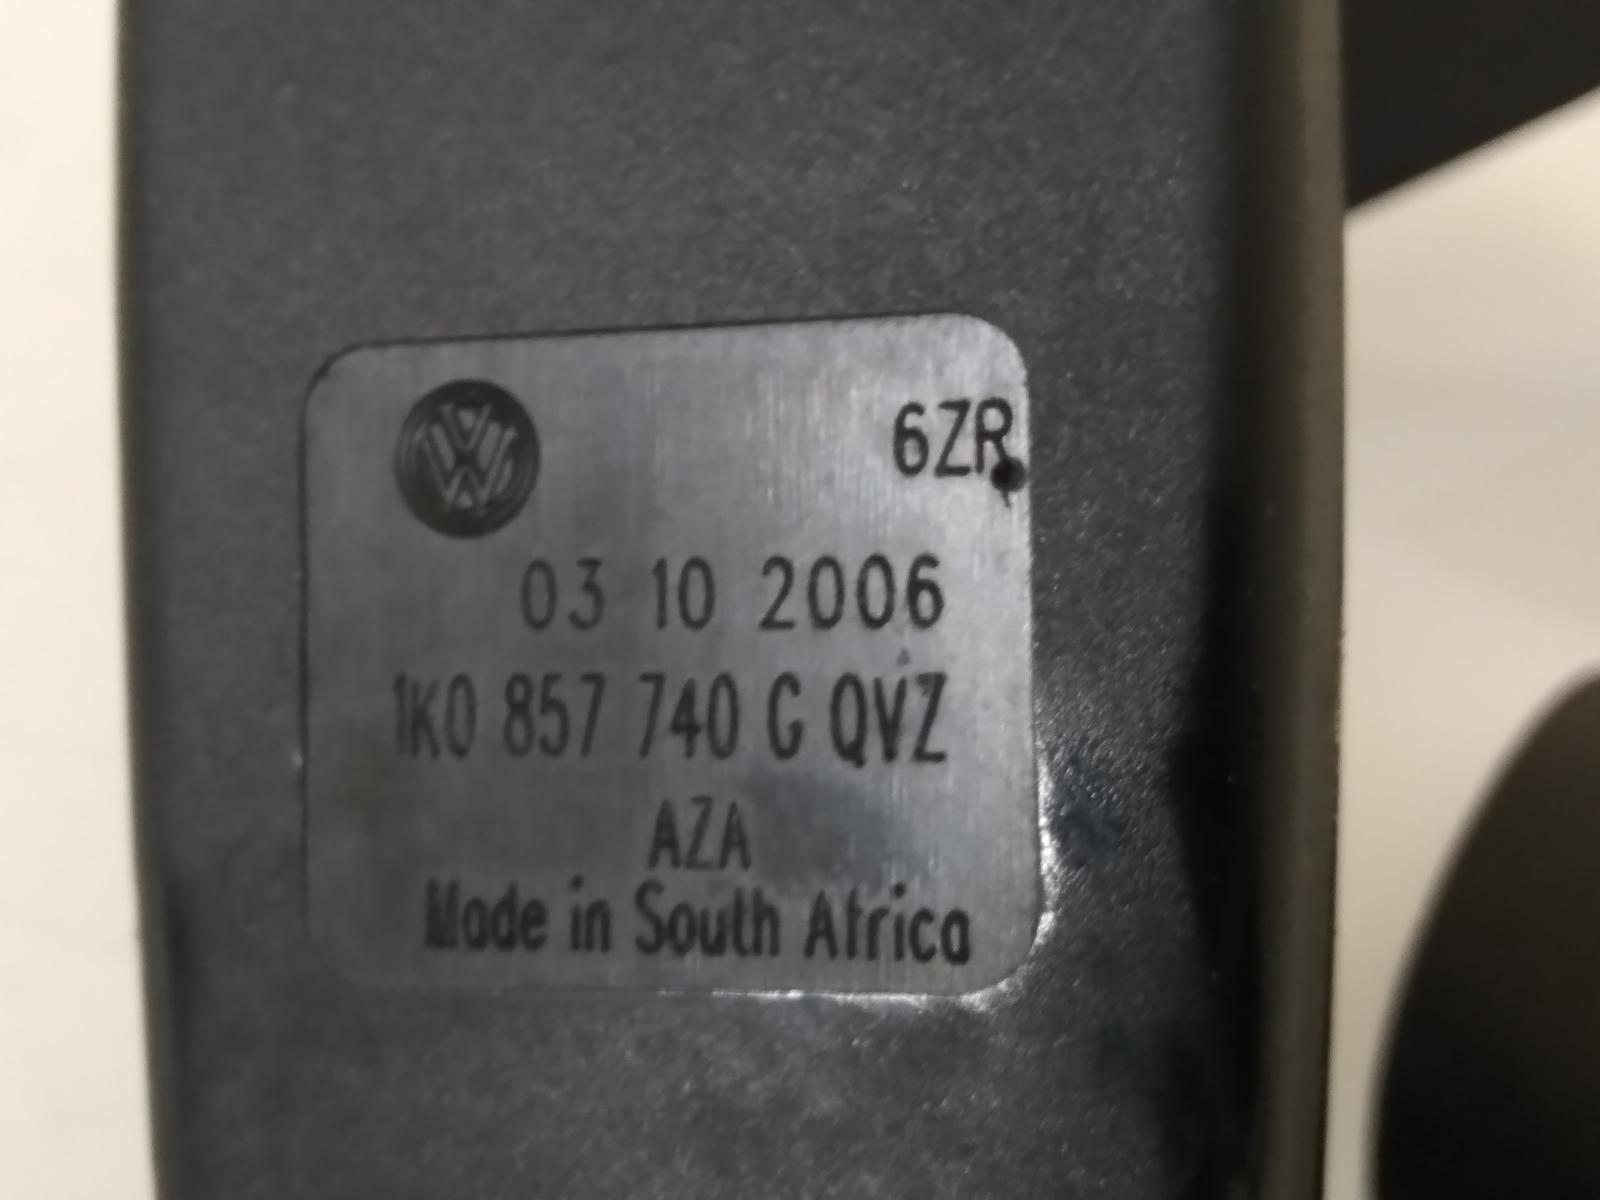 6ZR
03 10 2006
1K0 857 740 G QVZ
AZA
Made in South Africa